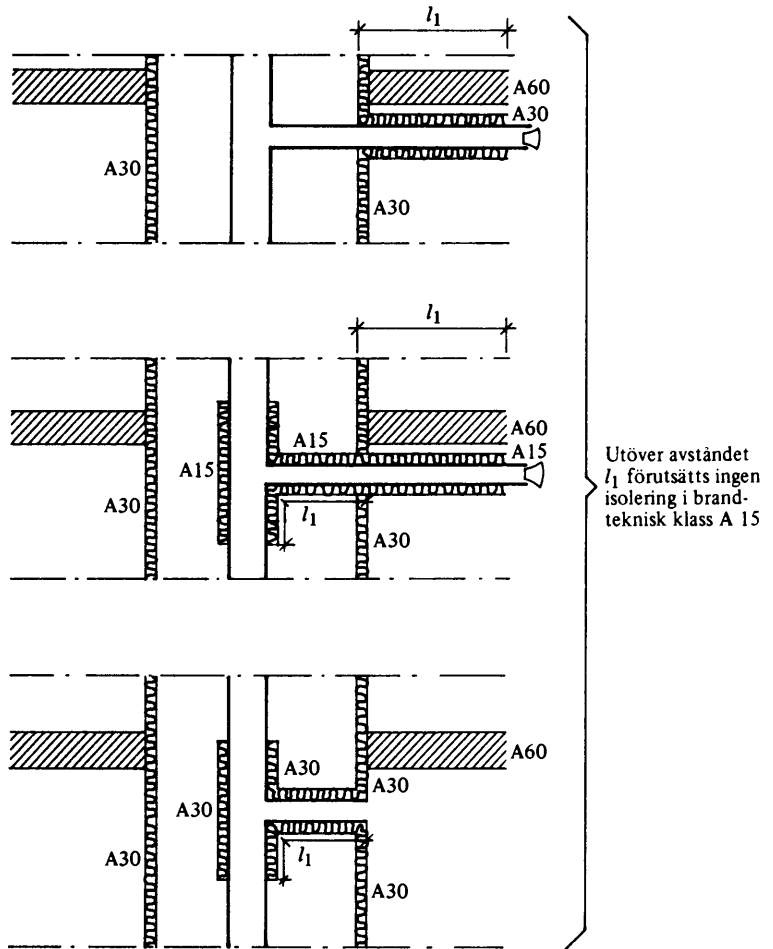 l1
A60
A30
A30
A30
l1
A60
A15
A15
A15
l1
A30
A30
Utöver avståndet
l1 förutsätts ingen
isolering i brand-
teknisk klass A 15
A60
A30
A30
A30
l1
A30
A30